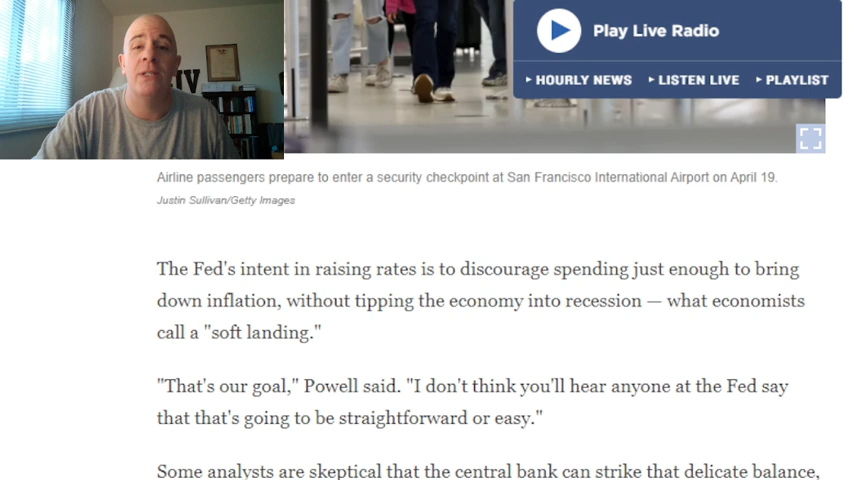 Play Live Radio
HOURLY NEWS LISTEN LIVE PLAYLIST
Airline passengers prepare to enter a security checkpoint at San Francisco International Airport on April 19.
Justin Sullivan/Getty Images
The Fed's intent in raising rates is to discourage spending just enough to bring
down inflation, without tipping the economy into recession — what economists
call a "soft landing."
"That's our goal," Powell said. "I don't think you'll hear anyone at the Fed say
that that's going to be straightforward or easy."
Some analysts are skeptical that the central bank can strike that delicate balance,